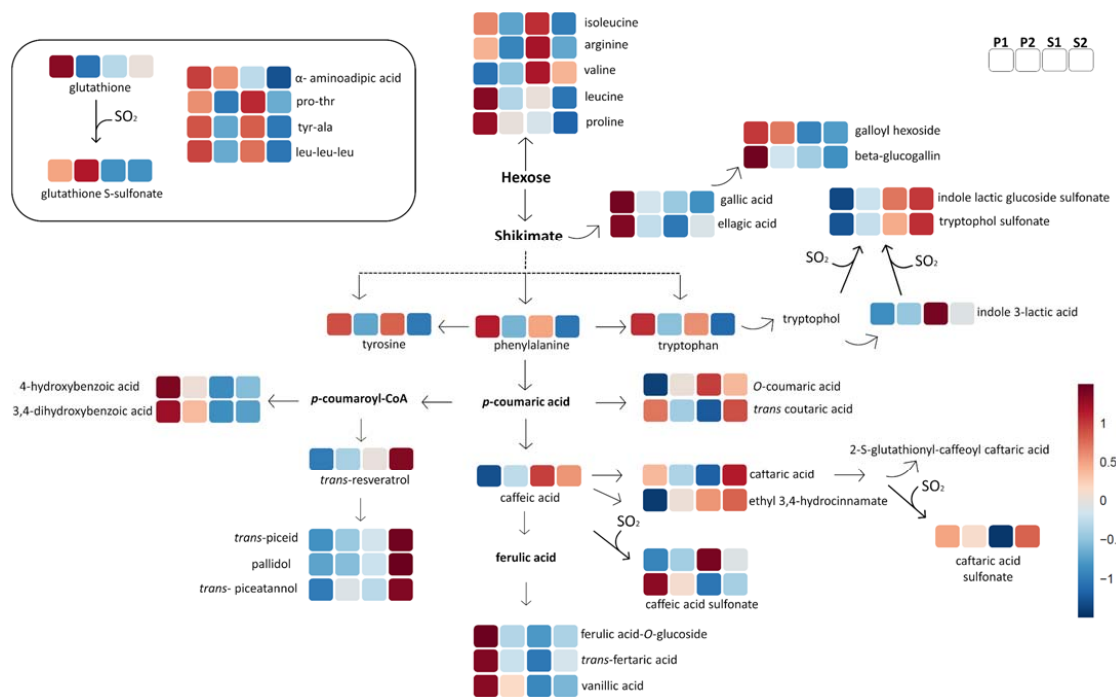 isoleucine
arginine
valine
leucine
proline
P1 P2 S1 S2
glutathione
SO₂
glutathione S-sulfonate
α- aminoadipic acid
pro-thr
tyr-ala
leu-leu-leu
Hexose
Shikimate
gallic acid
ellagic acid
galloyl hexoside
beta-glucogallin
indole lactic glucoside sulfonate
tryptophol sulfonate
SO₂
SO₂
tyrosine
phenylalanine
tryptophan
tryptophol
indole 3-lactic acid
4-hydroxybenzoic acid
3,4-dihydroxybenzoic acid
p-coumaroyl-CoA
p-coumaric acid
O-coumaric acid
trans coutaric acid
trans-resveratrol
caffeic acid
caftaric acid
ethyl 3,4-hydrocinnamate
2-S-glutathionyl-caffeoyl caftaric acid
SO₂
caftaric acid
sulfonate
trans-piceid
pallidol
trans- piceatannol
ferulic acid
SO₂
caffeic acid sulfonate
ferulic acid-O-glucoside
trans-fertaric acid
vanillic acid
1
0.5
0
−0.
−1